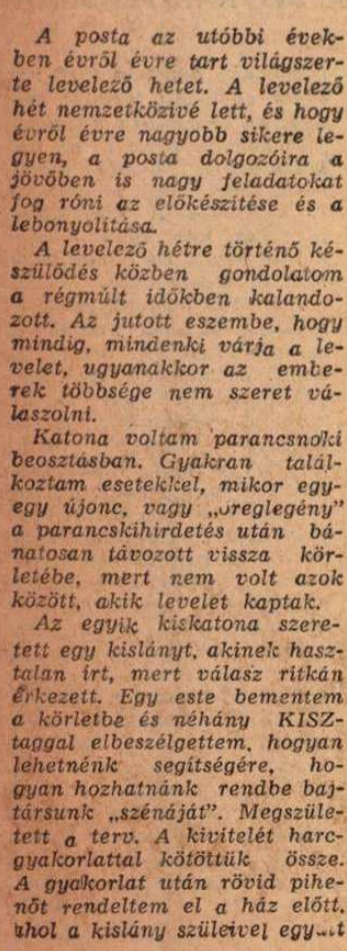 A posta az utóbbi évek-
ben évről évre tart világszer-
te levelező hetet. A levelező
hét nemzetközivé lett, és hogy
évről évre nagyobb sikere le-
gyen, a posta dolgozóira a
jövőben is nagy feladatokat
fog róni az előkészítése és a
lebonyolitása.
A levelező hétre történő ké-
szülődés közben gondolatom
a régmúlt időkben kalando-
zott. Az jutott eszembe, hogy
mindig, mindenki várja a le-
velet, ugyanakkor az embe-
rek többsége nem szeret vá-
laszolni.
Katona voltam parancsnoki
beosztásban. Gyakran talál-
koztam esetekkel, mikor egy-
egy újonc, vagy „öreglegény"
a parancskihirdetés után bá-
natosan távozott vissza kör-
letébe, mert nem volt azok
között, akik levelet kaptak.
Az egyik kiskatona szere-
tett egy kislányt, akinek hasz-
talan írt, mert válasz ritkán
érkezett. Egy este bementem
a körletbe és néhány KISZ-
taggal elbeszélgettem, hogyan
lehetnénk segítségére, ho-
gyan hozhatnánk rendbe baj-
társunk „szénáját". Megszüle-
tett a terv. A kivitelét harc-
gyakorlattal kötöttük össze.
A gyakorlat után rövid pihe-
nőt rendeltem el a ház előtt,
ahol a kislány szüleivel együtt